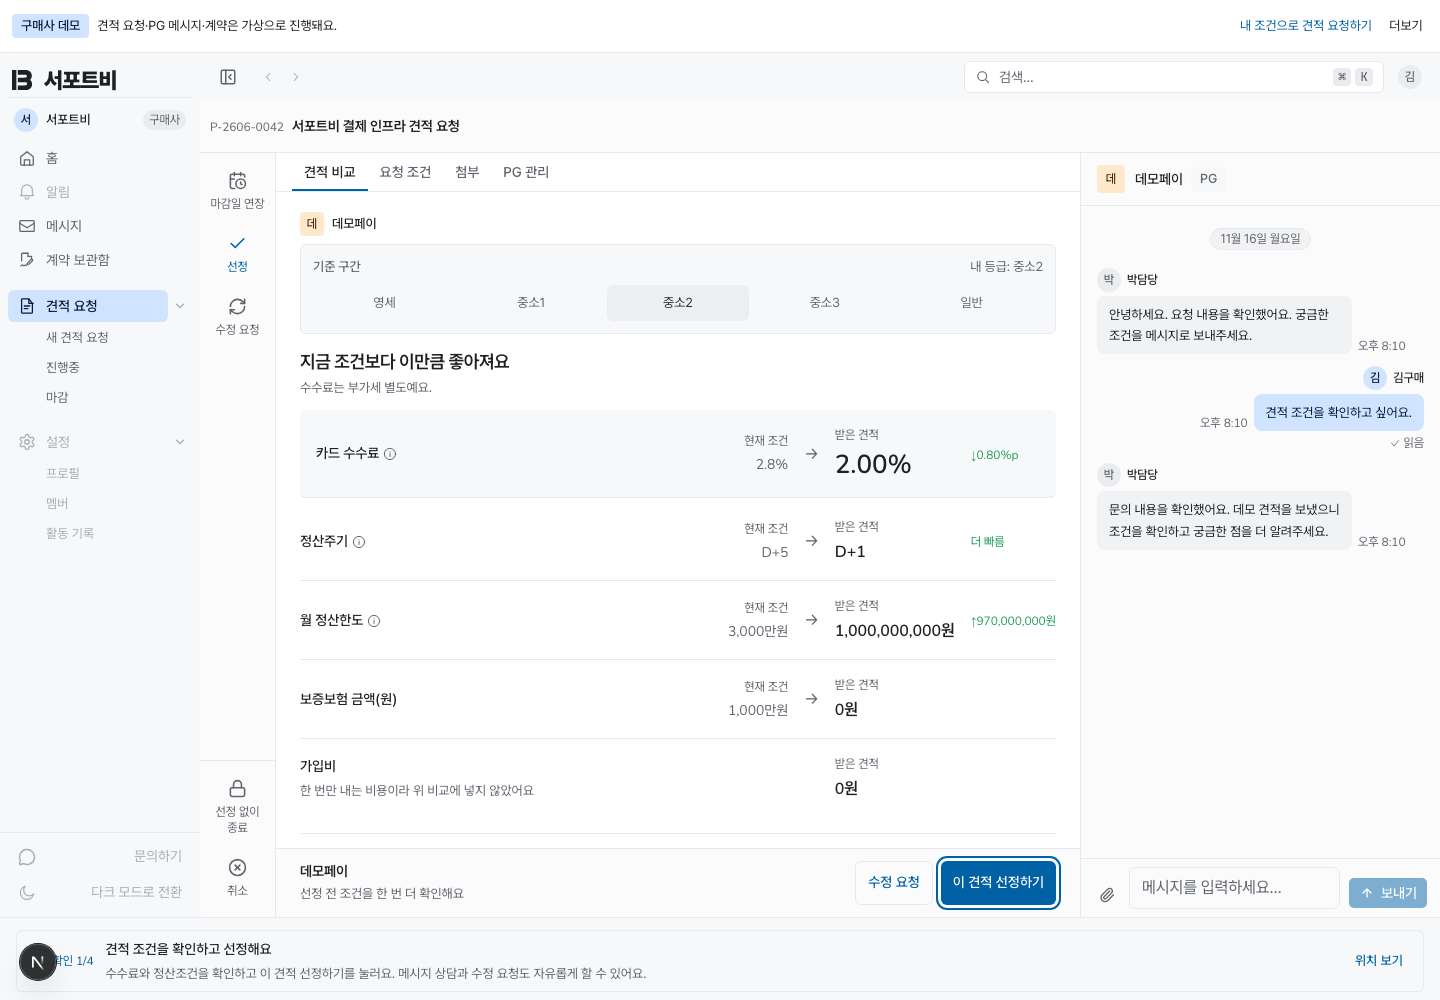 구매사 데모 견적 요청·PG 메시지·계약은 가상으로 진행돼요.
내 조건으로 견적 요청하기 더보기
서포트비
서 서포트비 구매사
홈
알림
메시지
계약 보관함
견적 요청
새 견적 요청
진행중
마감
설정
프로필
멤버
활동 기록
문의하기
다크 모드로 전환
검색... ⌘ K 김
P-2606-0042 서포트비 결제 인프라 견적 요청
마감일 연장
선정
수정 요청
선정 없이
종료
취소
견적 비교 요청 조건 첨부 PG 관리
데 데모페이
기준 구간 내 등급: 중소2
영세 중소1 중소2 중소3 일반
지금 조건보다 이만큼 좋아져요
수수료는 부가세 별도예요.
카드 수수료
현재 조건
2.8%
→
받은 견적
2.00%
↓0.80%p
정산주기
현재 조건
D+5
→
받은 견적
D+1
더 빠름
월 정산한도
현재 조건
3,000만원
→
받은 견적
1,000,000,000원
↑970,000,000원
보증보험 금액(원)
현재 조건
1,000만원
→
받은 견적
0원
가입비
한 번만 내는 비용이라 위 비교에 넣지 않았어요
받은 견적
0원
데모페이
선정 전 조건을 한 번 더 확인해요
수정 요청 이 견적 선정하기
데 데모페이 PG
11월 16일 월요일
박 박담당
안녕하세요. 요청 내용을 확인했어요. 궁금한
조건을 메시지로 보내주세요.
오후 8:10
김 김구매
오후 8:10 견적 조건을 확인하고 싶어요.
읽음
박 박담당
문의 내용을 확인했어요. 데모 견적을 보냈으니
조건을 확인하고 궁금한 점을 더 알려주세요.
오후 8:10
메시지를 입력하세요...
보내기
N
확인 1/4
견적 조건을 확인하고 선정해요
수수료와 정산조건을 확인하고 이 견적 선정하기를 눌러요. 메시지 상담과 수정 요청도 자유롭게 할 수 있어요.
위치 보기